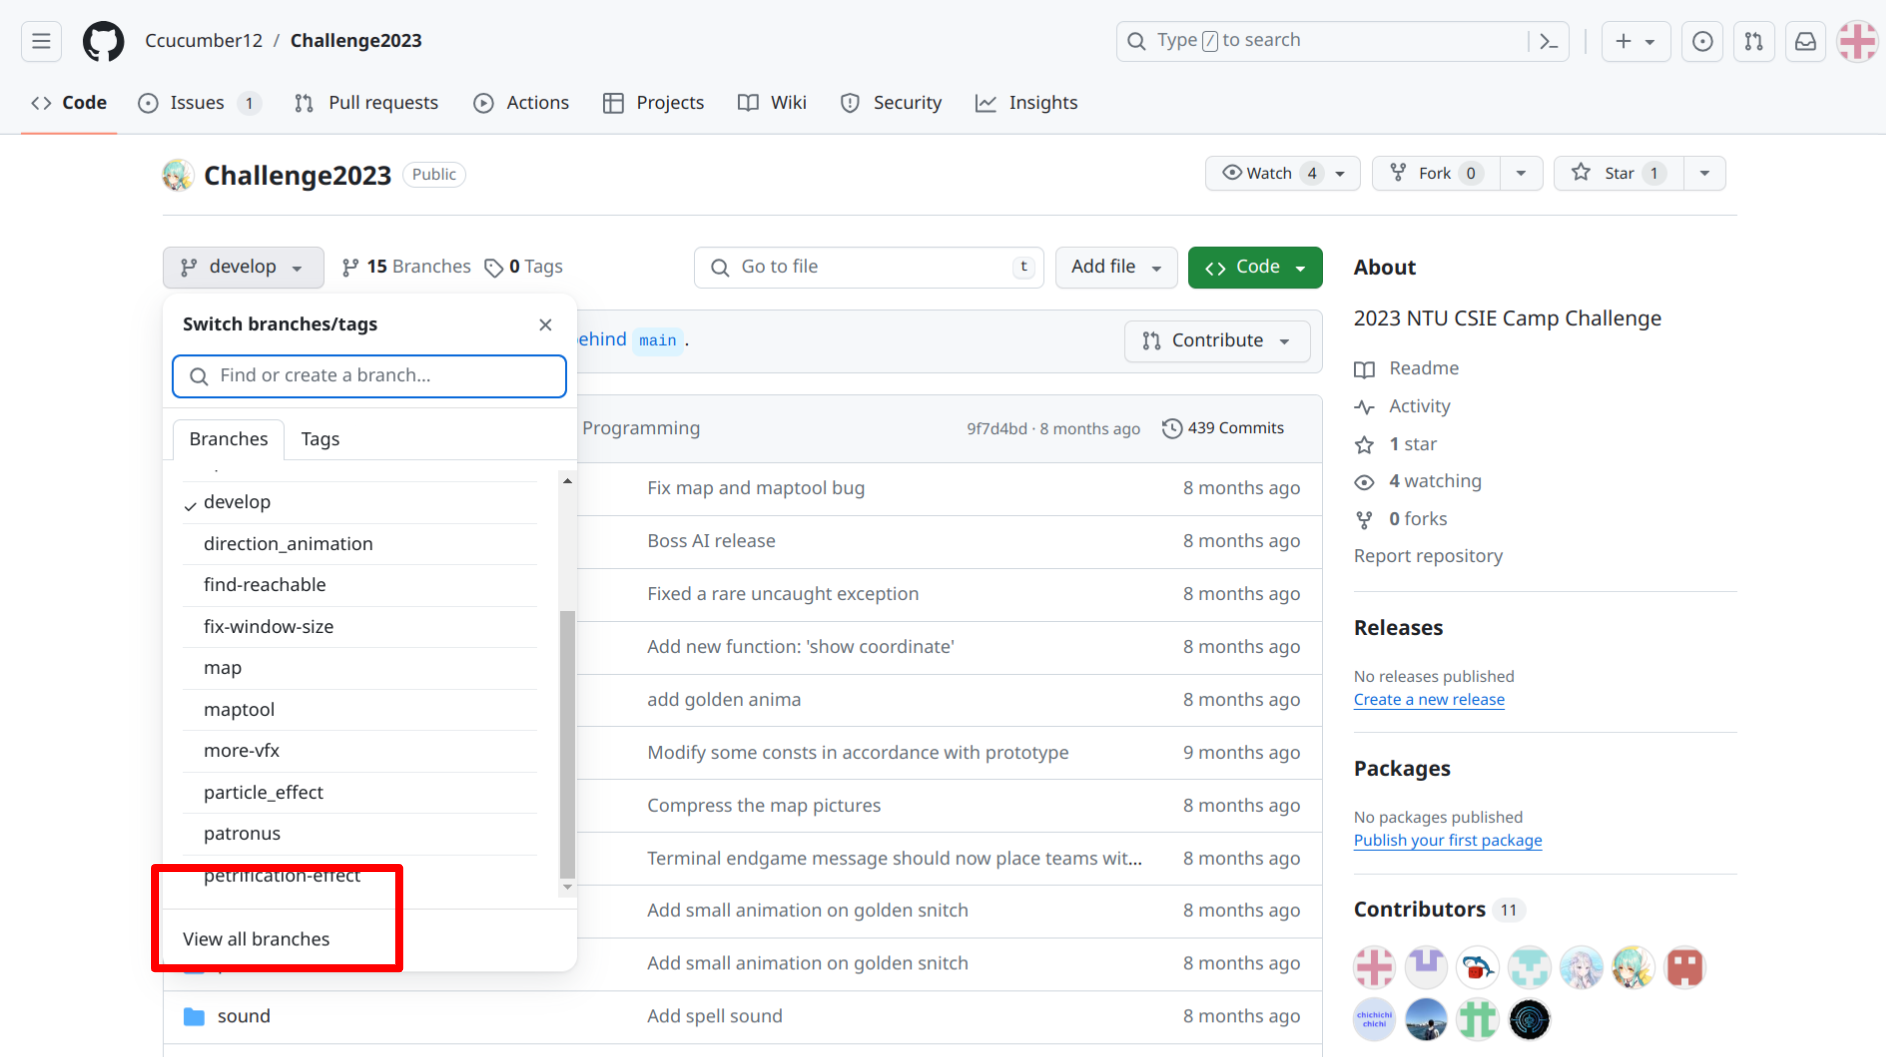 Ccucumber12 / Challenge2023
Type / to search
Code
Issues 1
Pull requests
Actions
Projects
Wiki
Security
Insights
Challenge2023 Public
Watch 4
Fork 0
Star 1
develop
15 Branches
0 Tags
Go to file
t
Add file
Code
Switch branches/tags
Find or create a branch...
Branches
Tags
develop
direction_animation
find-reachable
fix-window-size
map
maptool
more-vfx
particle_effect
patronus
petrification-effect
View all branches
ehind main .
Contribute
Programming
9f7d4bd · 8 months ago
439 Commits
Fix map and maptool bug 8 months ago
Boss AI release 8 months ago
Fixed a rare uncaught exception 8 months ago
Add new function: 'show coordinate' 8 months ago
add golden anima 8 months ago
Modify some consts in accordance with prototype 9 months ago
Compress the map pictures 8 months ago
Terminal endgame message should now place teams wit... 8 months ago
Add small animation on golden snitch 8 months ago
Add small animation on golden snitch 8 months ago
sound Add spell sound 8 months ago
About
2023 NTU CSIE Camp Challenge
Readme
Activity
1 star
4 watching
0 forks
Report repository
Releases
No releases published
Create a new release
Packages
No packages published
Publish your first package
Contributors 11
chichichi
chichi